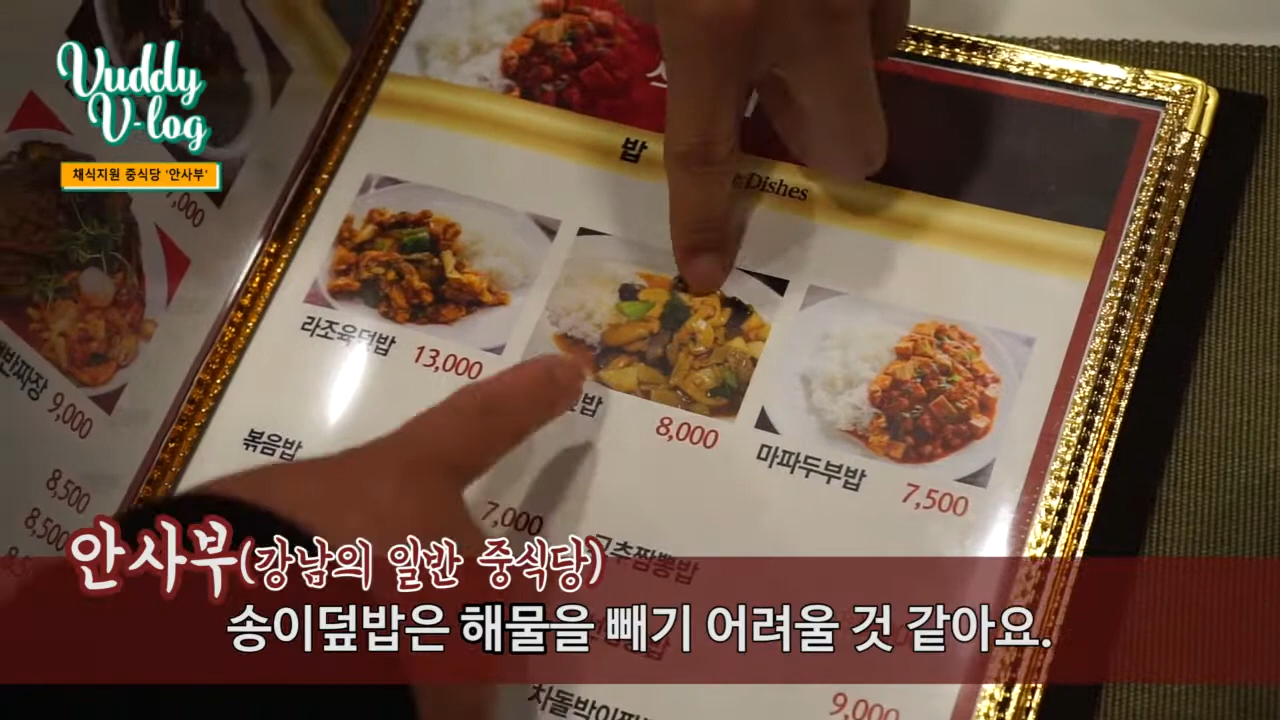 Vuddy
V-log
채식지원 중식당 '안사부'
7,000
밥
Dishes
라조육덮밥 13,000
8,000
마파두부밥 7,500
볶음밥
7,000
9,000
8,500
8,500
안사부(강남의 일반 중식당)
송이덮밥은 해물을 빼기 어려울 것 같아요.
9,000